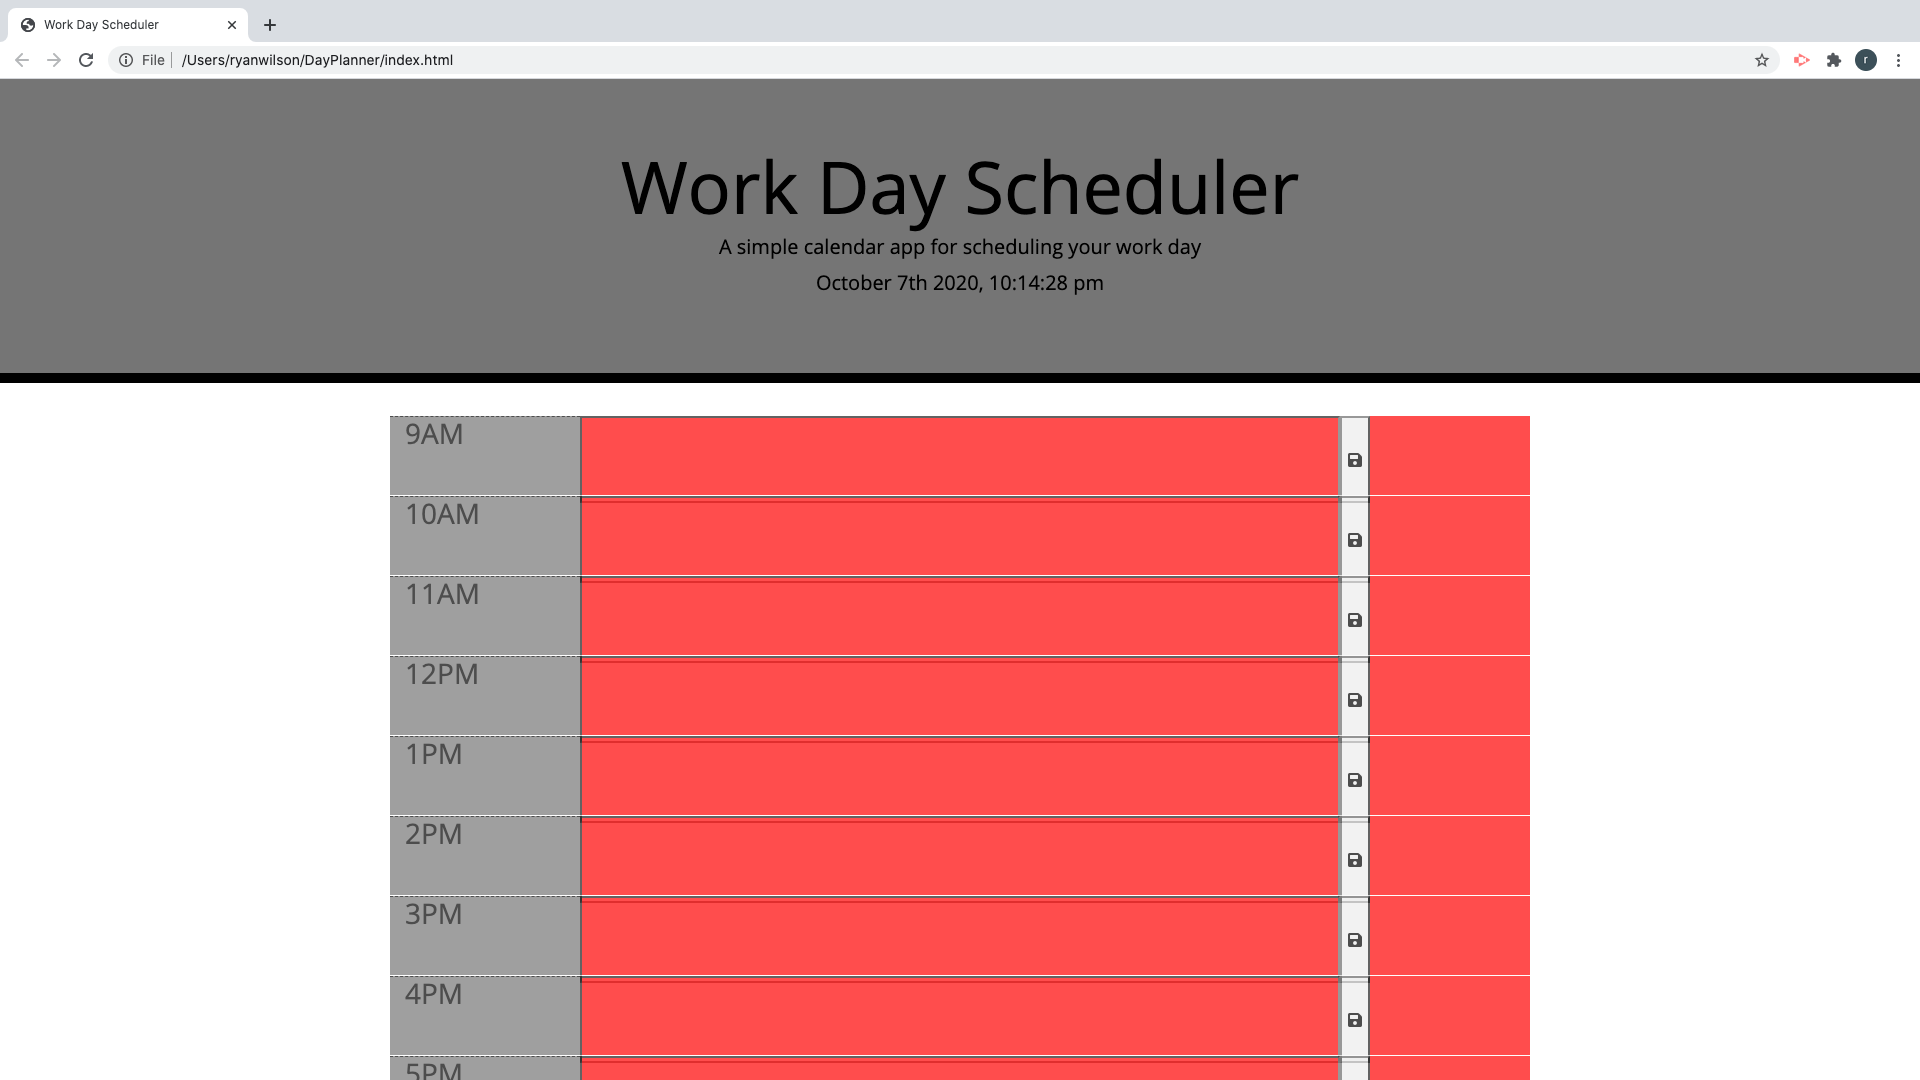 Work Day Scheduler
File /Users/ryanwilson/DayPlanner/index.html
r
Work Day Scheduler
A simple calendar app for scheduling your work day
October 7th 2020, 10:14:28 pm
9AM
10AM
11AM
12PM
1PM
2PM
3PM
4PM
5PM